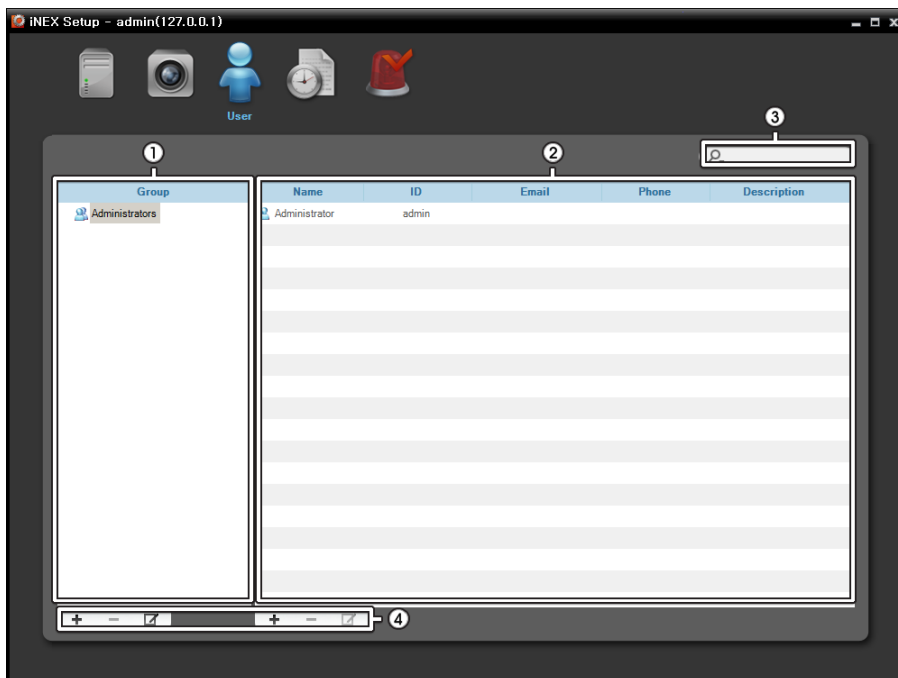 iNEX Setup - admin(127.0.0.1)
User
3
1
2
Group
Name ID Email Phone Description
Administrators
Administrator admin
4